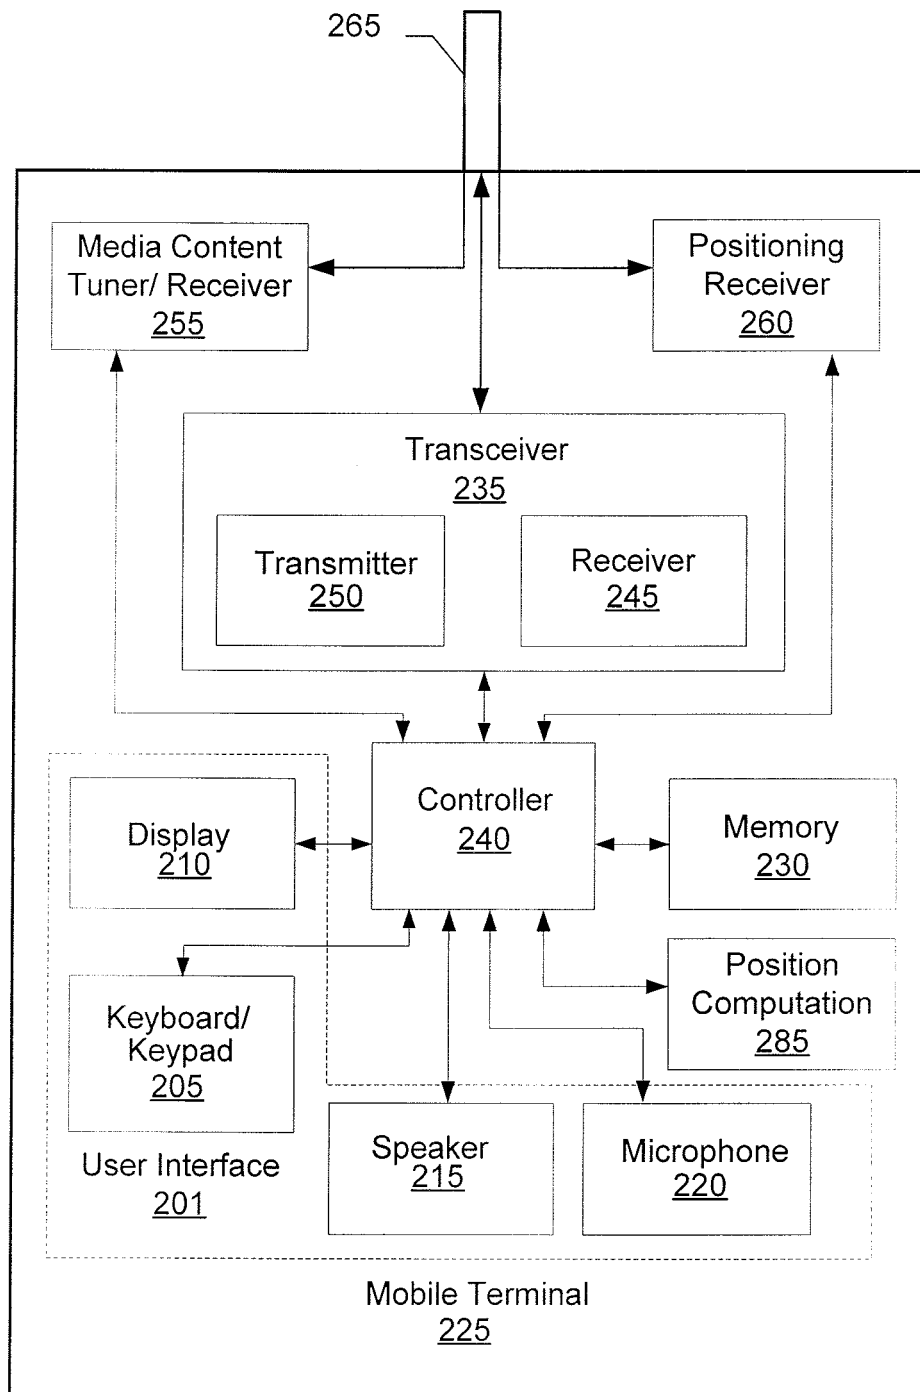 265
Media Content
Tuner/ Receiver
255
Positioning
Receiver
260
Transceiver
235
Transmitter
250
Receiver
245
Controller
240
Display
210
Memory
230
Keyboard/
Keypad
205
Position
Computation
285
User Interface
201
Speaker
215
Microphone
220
Mobile Terminal
225